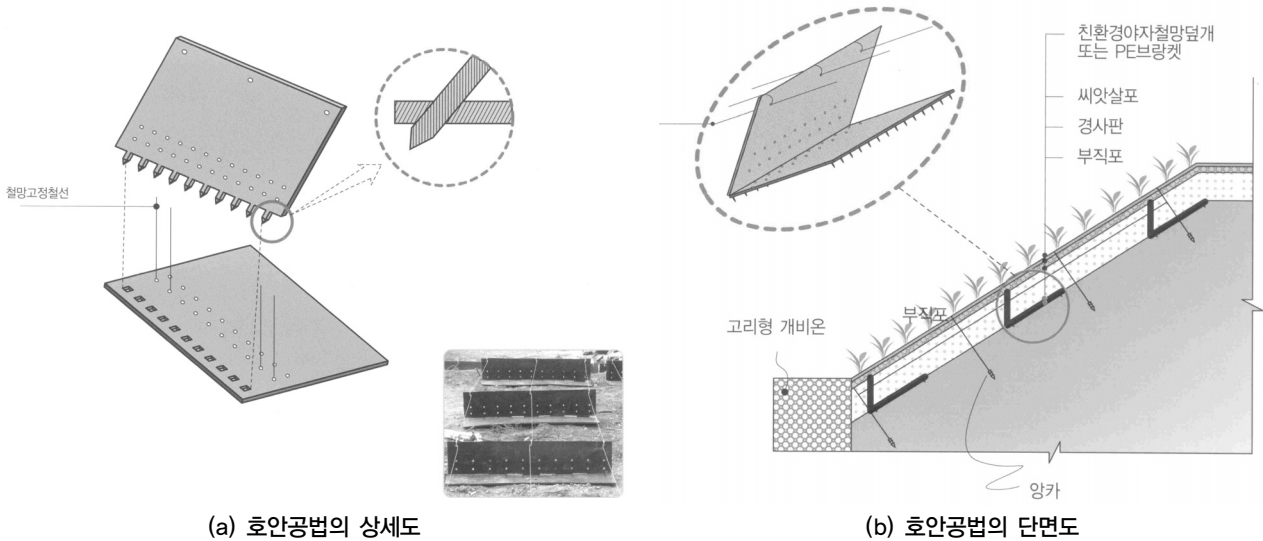 철망고정철선
(a) 호안공법의 상세도
친환경야자철망덮개
또는 PE브랑켓
씨앗살포
경사판
부직포
부직포
고리형 개비온
앙카
(b) 호안공법의 단면도